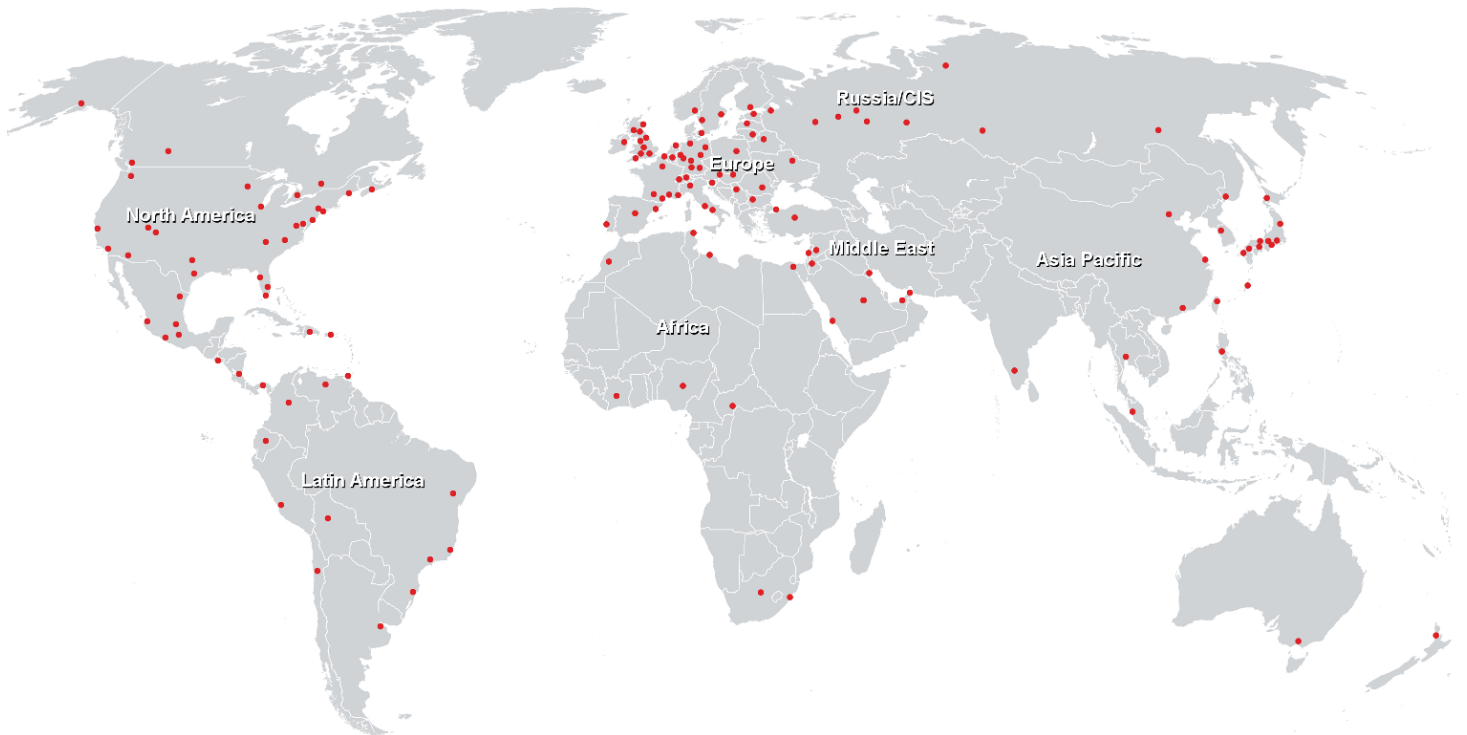 Russia/CIS
Europe
North America
Middle East
Asia Pacific
Africa
Latin America